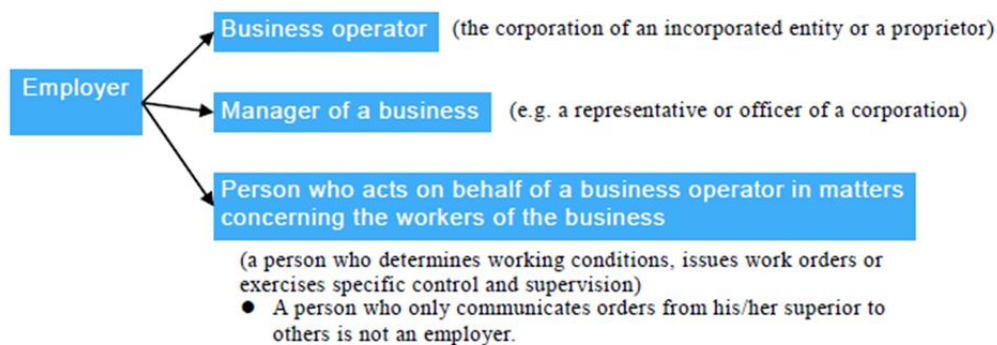 Business operator (the corporation of an incorporated entity or a proprietor)
Employer
Manager of a business (e.g. a representative or officer of a corporation)
Person who acts on behalf of a business operator in matters
concerning the workers of the business
(a person who determines working conditions, issues work orders or
exercises specific control and supervision)
● A person who only communicates orders from his/her superior to
others is not an employer.